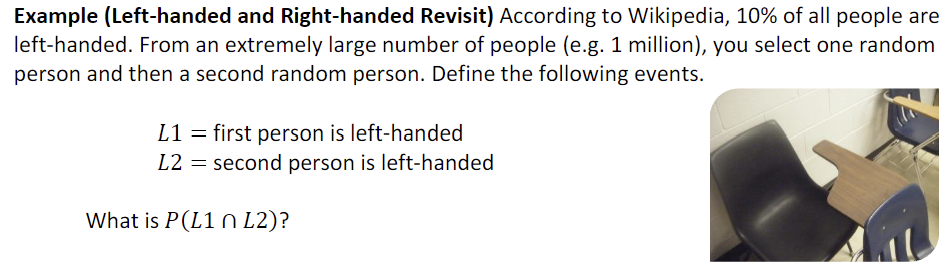 Example (Left-handed and Right-handed Revisit) According to Wikipedia, 10% of all people are
left-handed. From an extremely large number of people (e.g. 1 million), you select one random
person and then a second random person. Define the following events.
L1 = first person is left-handed
L2 = second person is left-handed
What is P(L1 ∩ L2)?